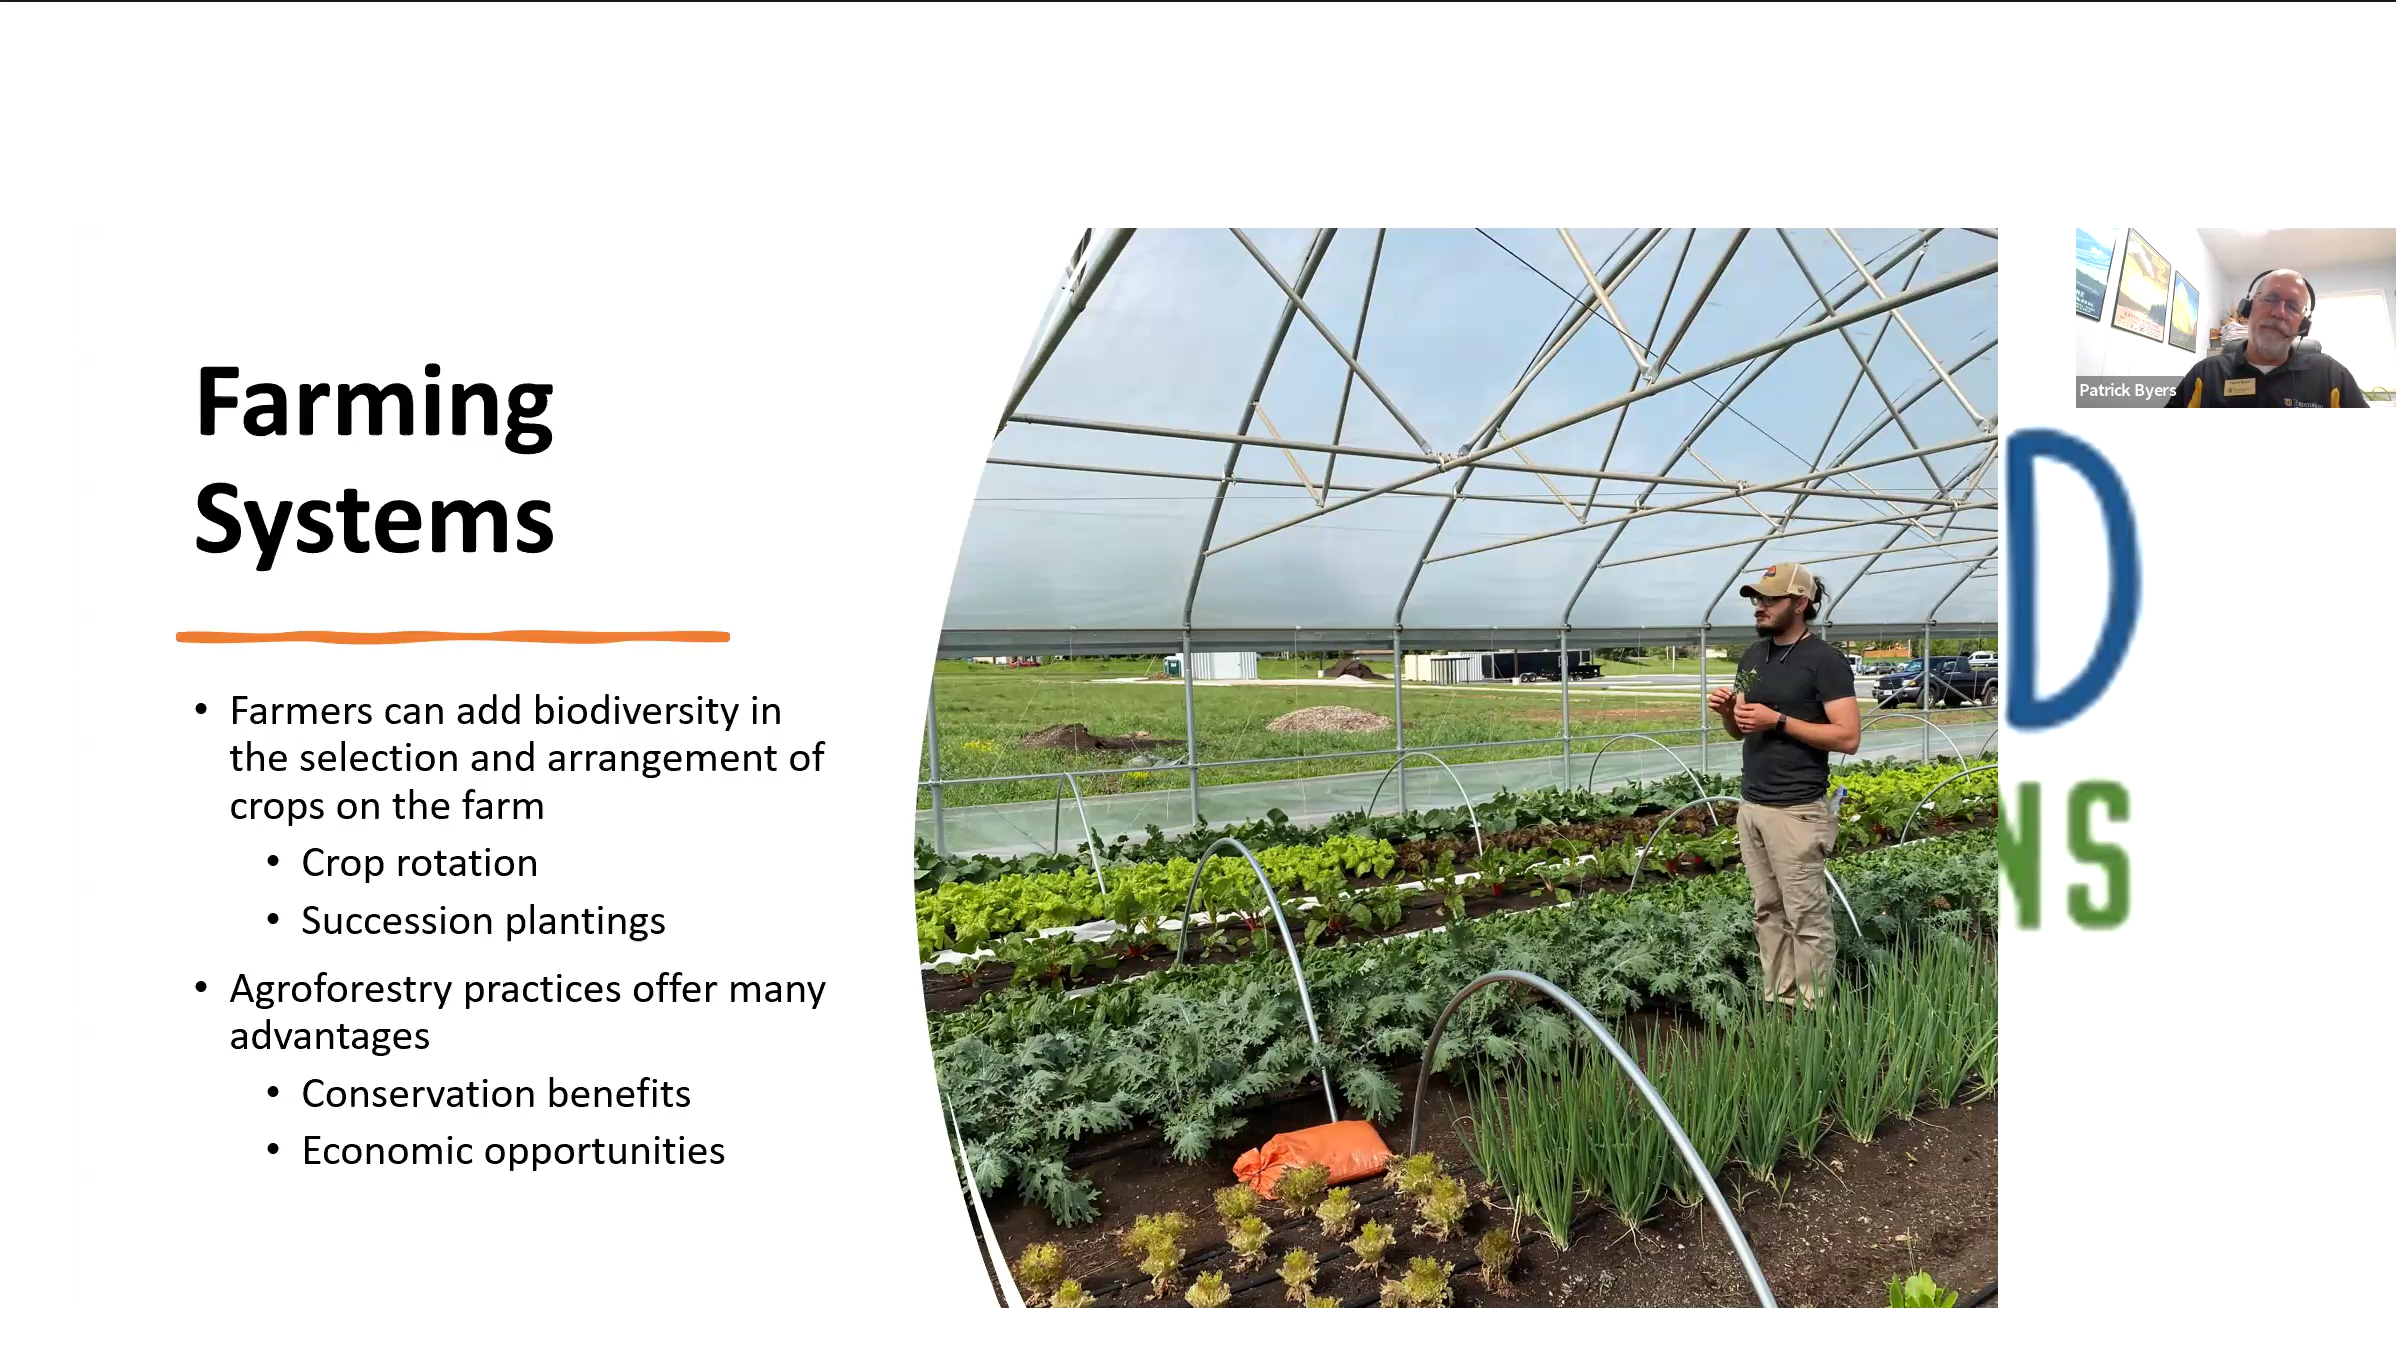 Farming
Systems
• Farmers can add biodiversity in
the selection and arrangement of
crops on the farm
• Crop rotation
• Succession plantings
• Agroforestry practices offer many
advantages
• Conservation benefits
• Economic opportunities
Patrick Byers
D
NS